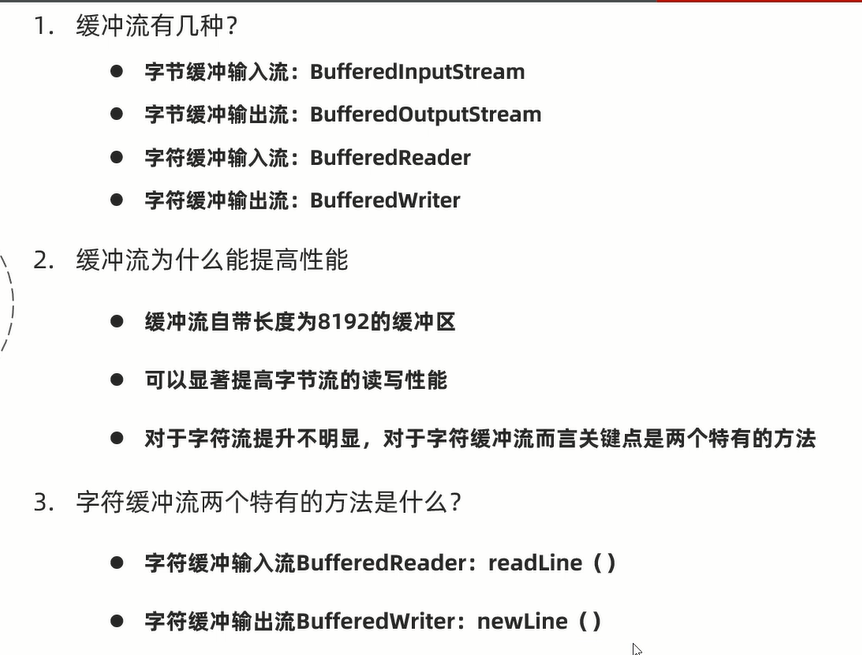 1. 缓冲流有几种？
● 字节缓冲输入流：BufferedInputStream
● 字节缓冲输出流：BufferedOutputStream
● 字符缓冲输入流：BufferedReader
● 字符缓冲输出流：BufferedWriter
2. 缓冲流为什么能提高性能
● 缓冲流自带长度为8192的缓冲区
● 可以显著提高字节流的读写性能
● 对于字符流提升不明显，对于字符缓冲流而言关键点是两个特有的方法
3. 字符缓冲流两个特有的方法是什么？
● 字符缓冲输入流BufferedReader：readLine（）
● 字符缓冲输出流BufferedWriter：newLine（）